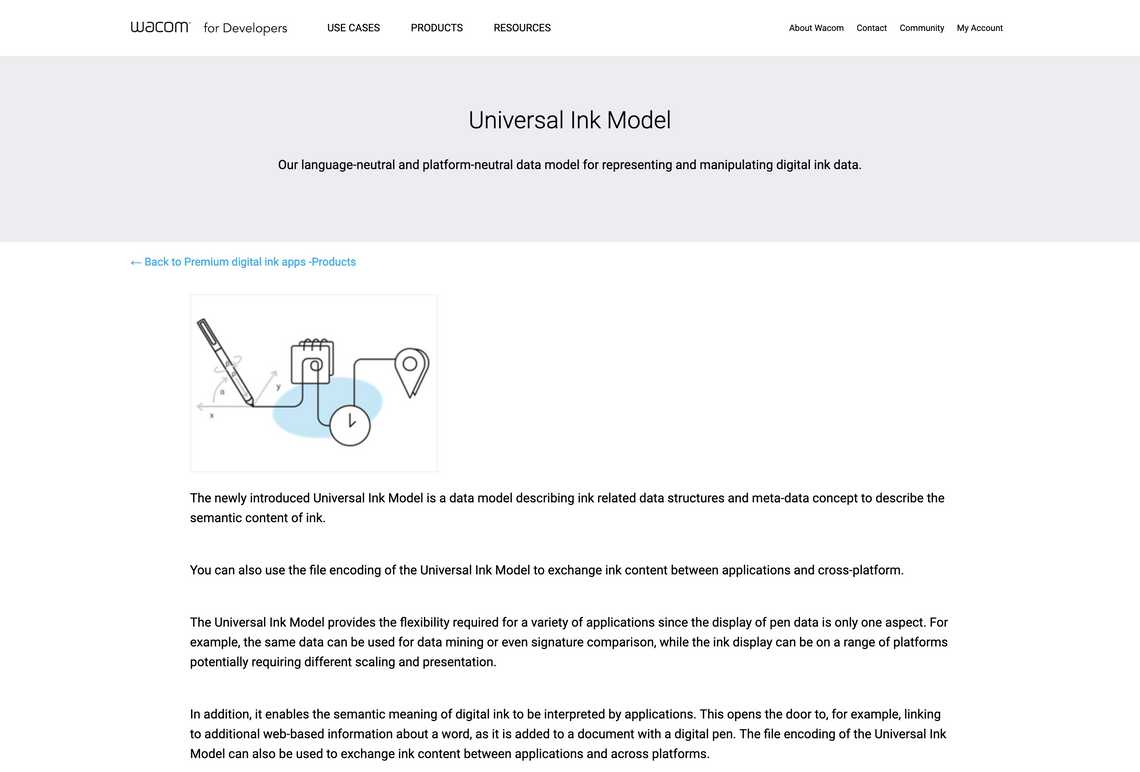 wacom for Developers USE CASES PRODUCTS RESOURCES About Wacom Contact Community My Account
Universal Ink Model
Our language-neutral and platform-neutral data model for representing and manipulating digital ink data.
← Back to Premium digital ink apps -Products
y
x
The newly introduced Universal Ink Model is a data model describing ink related data structures and meta-data concept to describe the
semantic content of ink.
You can also use the file encoding of the Universal Ink Model to exchange ink content between applications and cross-platform.
The Universal Ink Model provides the flexibility required for a variety of applications since the display of pen data is only one aspect. For
example, the same data can be used for data mining or even signature comparison, while the ink display can be on a range of platforms
potentially requiring different scaling and presentation.
In addition, it enables the semantic meaning of digital ink to be interpreted by applications. This opens the door to, for example, linking
to additional web-based information about a word, as it is added to a document with a digital pen. The file encoding of the Universal Ink
Model can also be used to exchange ink content between applications and across platforms.